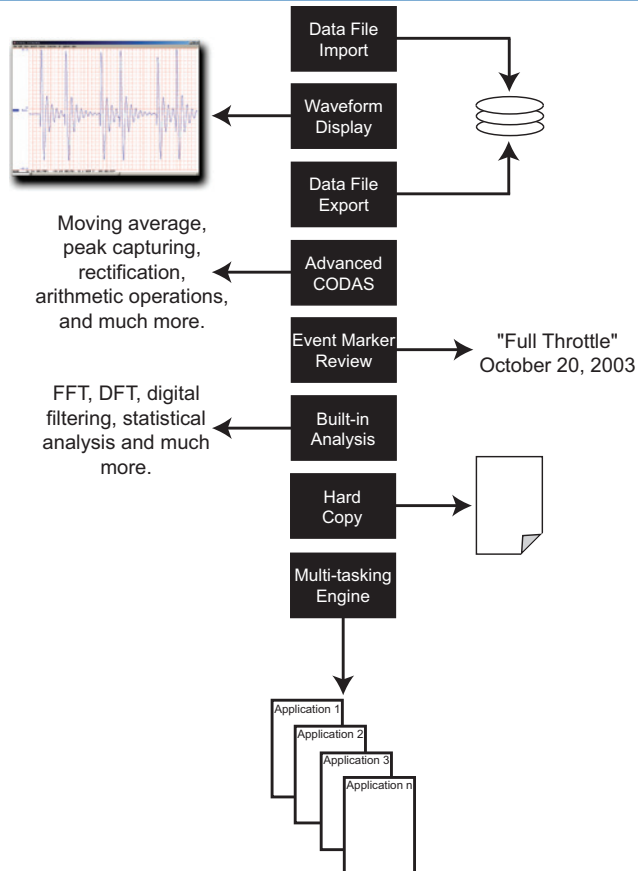 Data File
Import
Waveform
Display
Data File
Export
Moving average,
peak capturing,
rectification,
arithmetic operations,
and much more.
Advanced
CODAS
Event Marker
Review
"Full Throttle"
October 20, 2003
FFT, DFT, digital
filtering, statistical
analysis and much
more.
Built-in
Analysis
Hard
Copy
Multi-tasking
Engine
Application 1
Application 2
Application 3
Application n